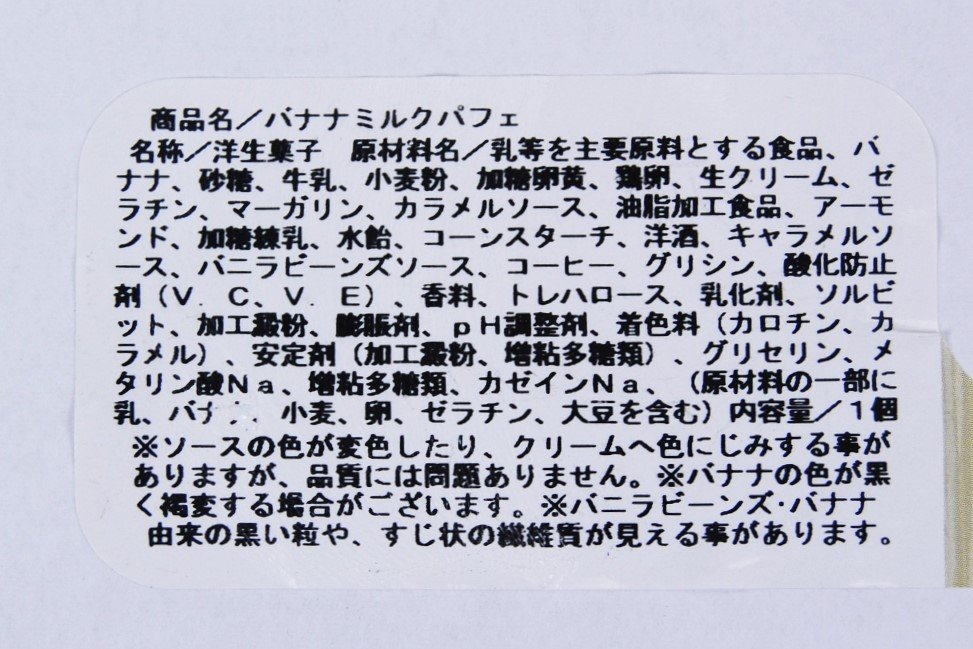 商品名／バナナミルクパフェ
名称／洋生菓子　原材料名／乳等を主要原料とする食品、バ
ナナ、砂糖、牛乳、小麦粉、加糖卵黄、鶏卵、生クリーム、ゼ
ラチン、マーガリン、カラメルソース、油脂加工食品、アーモ
ンド、加糖練乳、水飴、コーンスターチ、洋酒、キャラメルソ
ース、バニラビーンズソース、コーヒー、グリシン、酸化防止
剤（Ｖ．Ｃ、Ｖ．Ｅ）、香料、トレハロース、乳化剤、ソルビ
ット、加工澱粉、膨脹剤、ｐＨ調整剤、着色料（カロチン、カ
ラメル）、安定剤（加工澱粉、増粘多糖類）、グリセリン、メ
タリン酸Ｎａ、増粘多糖類、カゼインＮａ、（原材料の一部に
乳、バナ、小麦、卵、ゼラチン、大豆を含む）内容量／１個
※ソースの色が変色したり、クリームへ色にじみする事が
ありますが、品質には問題ありません。※バナナの色が黒
く褐変する場合がございます。※バニラビーンズ・バナナ
由来の黒い粒や、すじ状の繊維質が見える事があります。